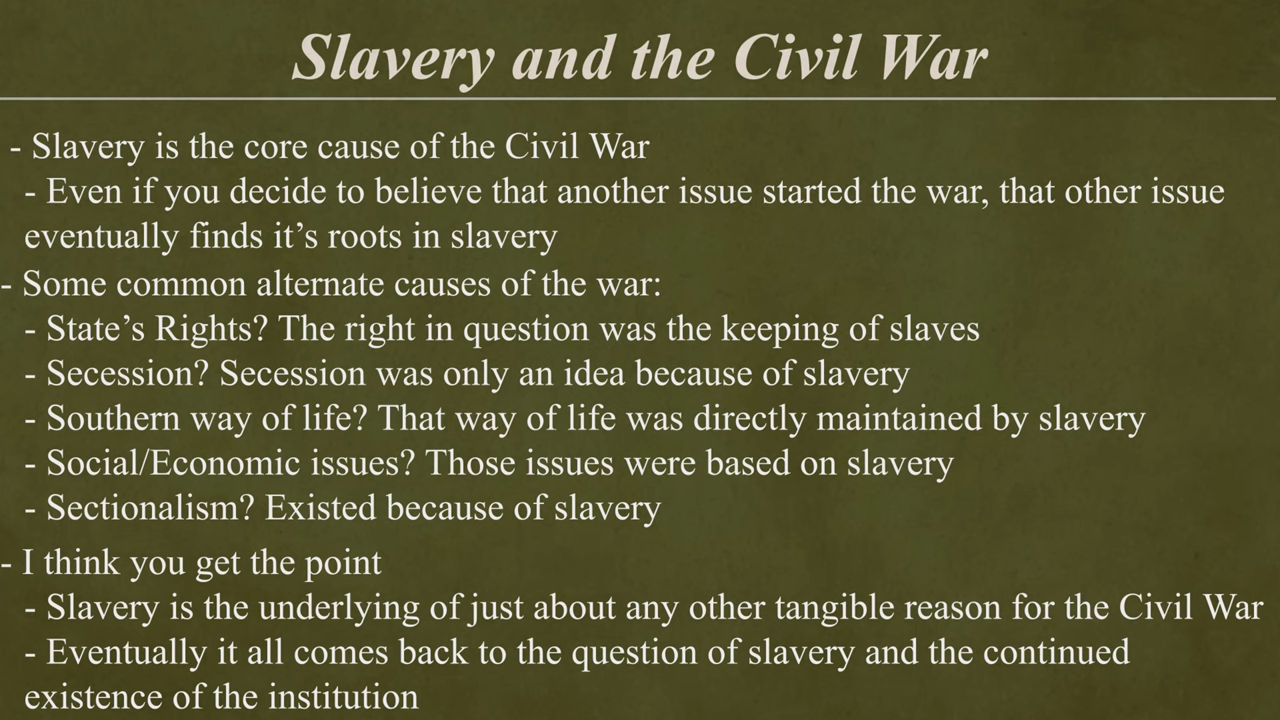 Slavery and the Civil War
- Slavery is the core cause of the Civil War
- Even if you decide to believe that another issue started the war, that other issue
eventually finds it’s roots in slavery
- Some common alternate causes of the war:
- State’s Rights? The right in question was the keeping of slaves
- Secession? Secession was only an idea because of slavery
- Southern way of life? That way of life was directly maintained by slavery
- Social/Economic issues? Those issues were based on slavery
- Sectionalism? Existed because of slavery
- I think you get the point
- Slavery is the underlying of just about any other tangible reason for the Civil War
- Eventually it all comes back to the question of slavery and the continued
existence of the institution